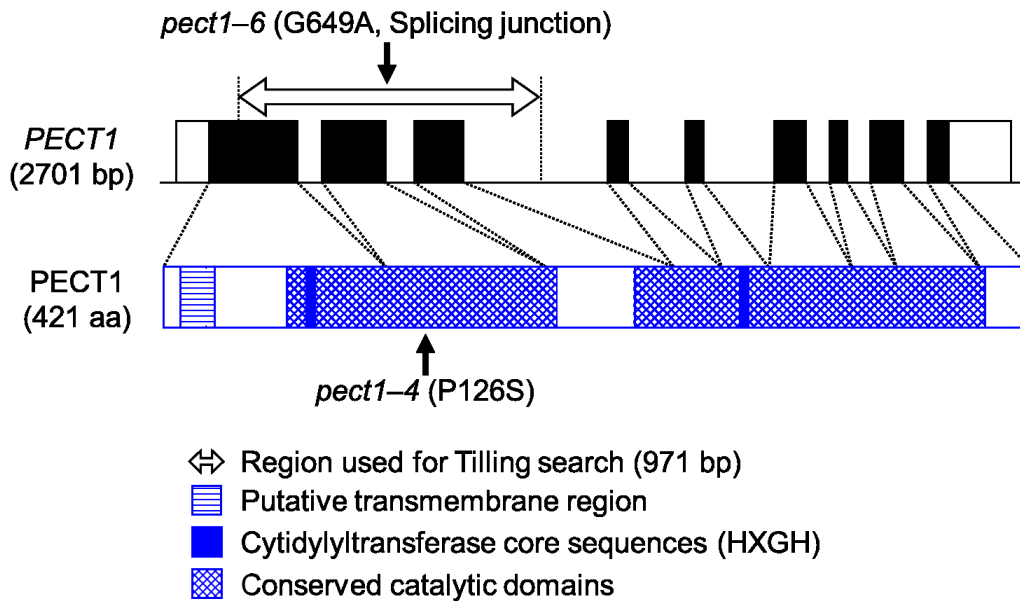 pect1–6 (G649A, Splicing junction)
PECT1
(2701 bp)
PECT1
(421 aa)
pect1–4 (P126S)
Region used for Tilling search (971 bp)
Putative transmembrane region
Cytidylyltransferase core sequences (HXGH)
Conserved catalytic domains